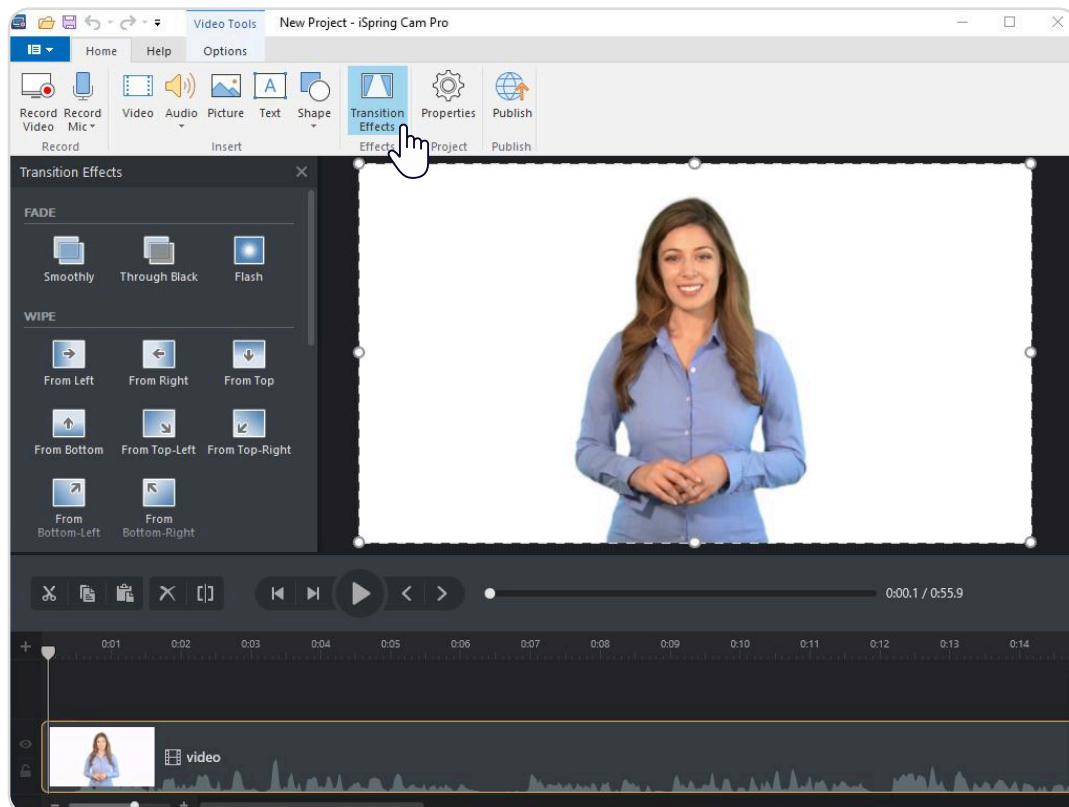 Video Tools New Project - iSpring Cam Pro
Home Help Options
Record Video
Record Mic
Video
Audio
Picture
Text
A
Shape
Transition Effects
Properties
Publish
Record Insert Effects Project Publish
Transition Effects
FADE
Smoothly Through Black Flash
WIPE
From Left From Right From Top
From Bottom From Top-Left From Top-Right
From Bottom-Left
From Bottom-Right
0:00.1 / 0:55.9
0:01 0:02 0:03 0:04 0:05 0:06 0:07 0:08 0:09 0:10 0:11 0:12 0:13 0:14
video